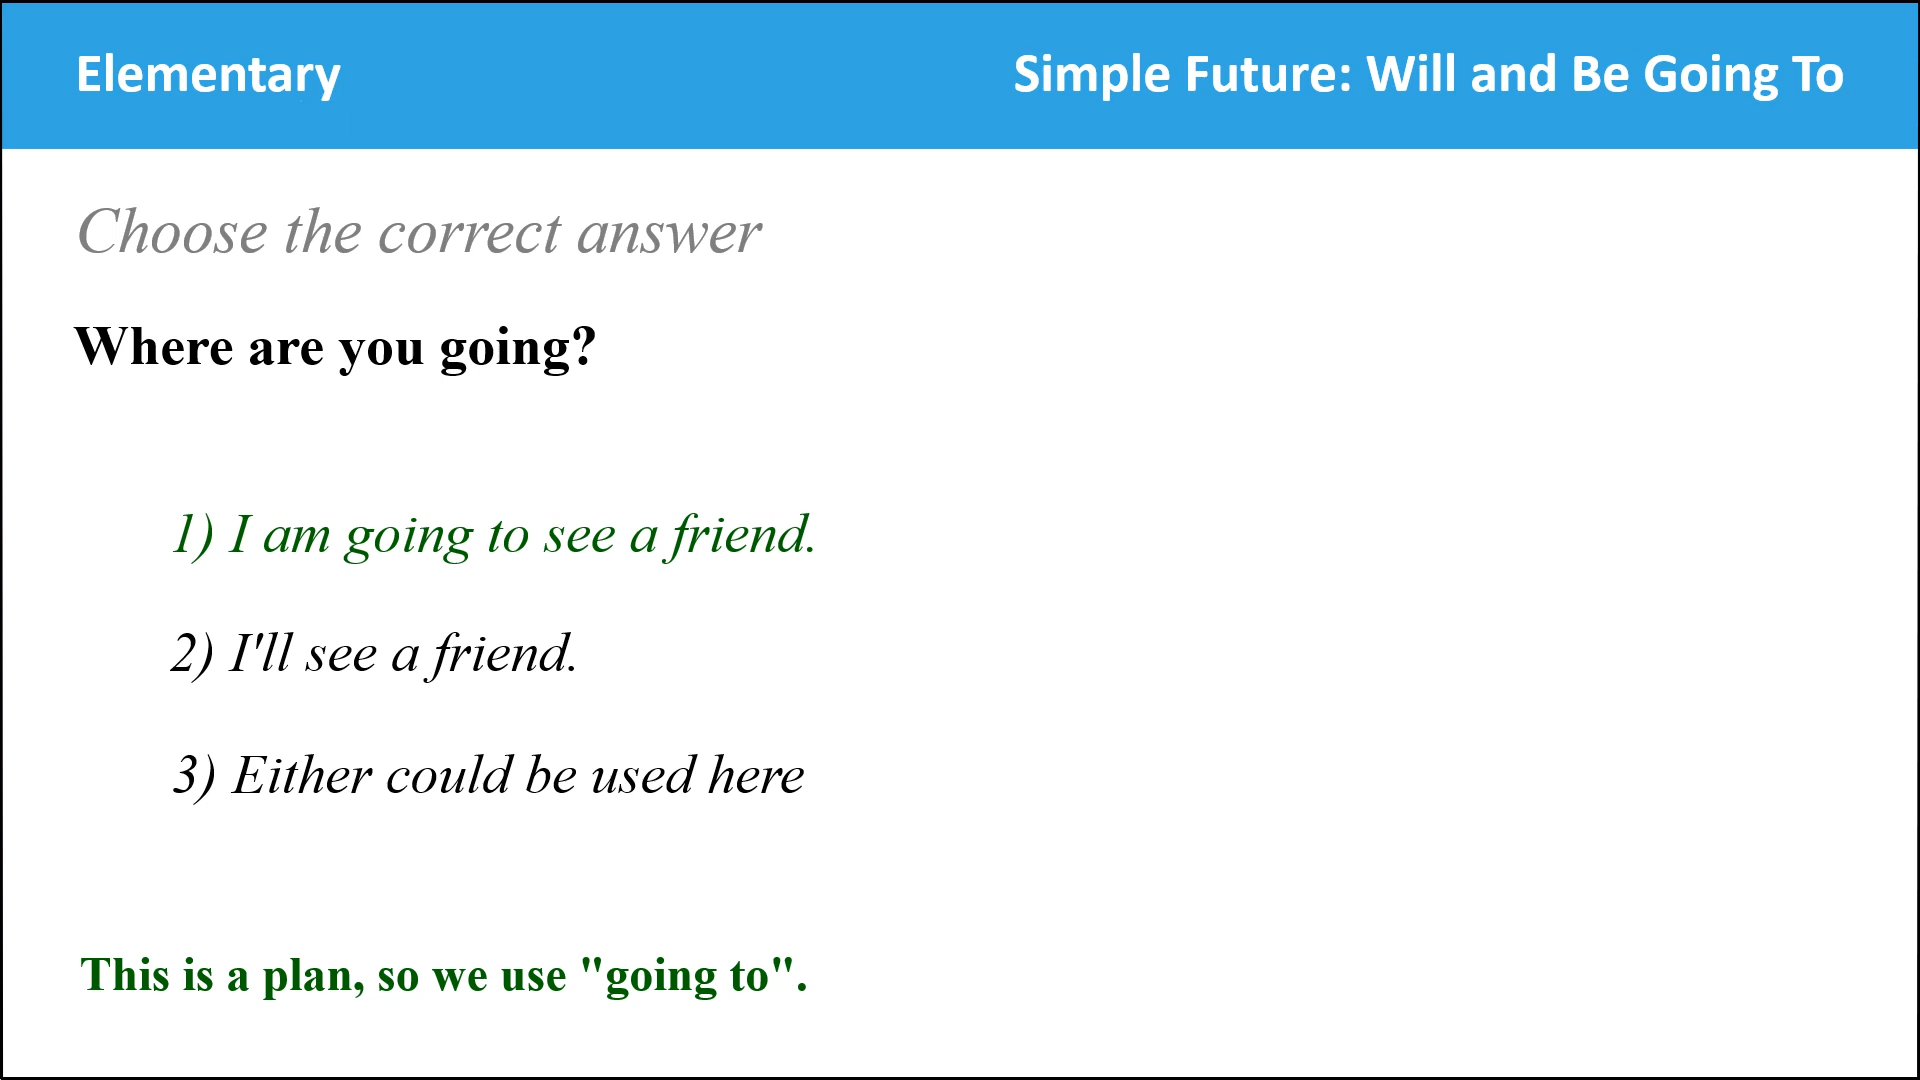 Elementary
Simple Future: Will and Be Going To
Choose the correct answer
Where are you going?
1) I am going to see a friend.
2) I'll see a friend.
3) Either could be used here
This is a plan, so we use "going to".